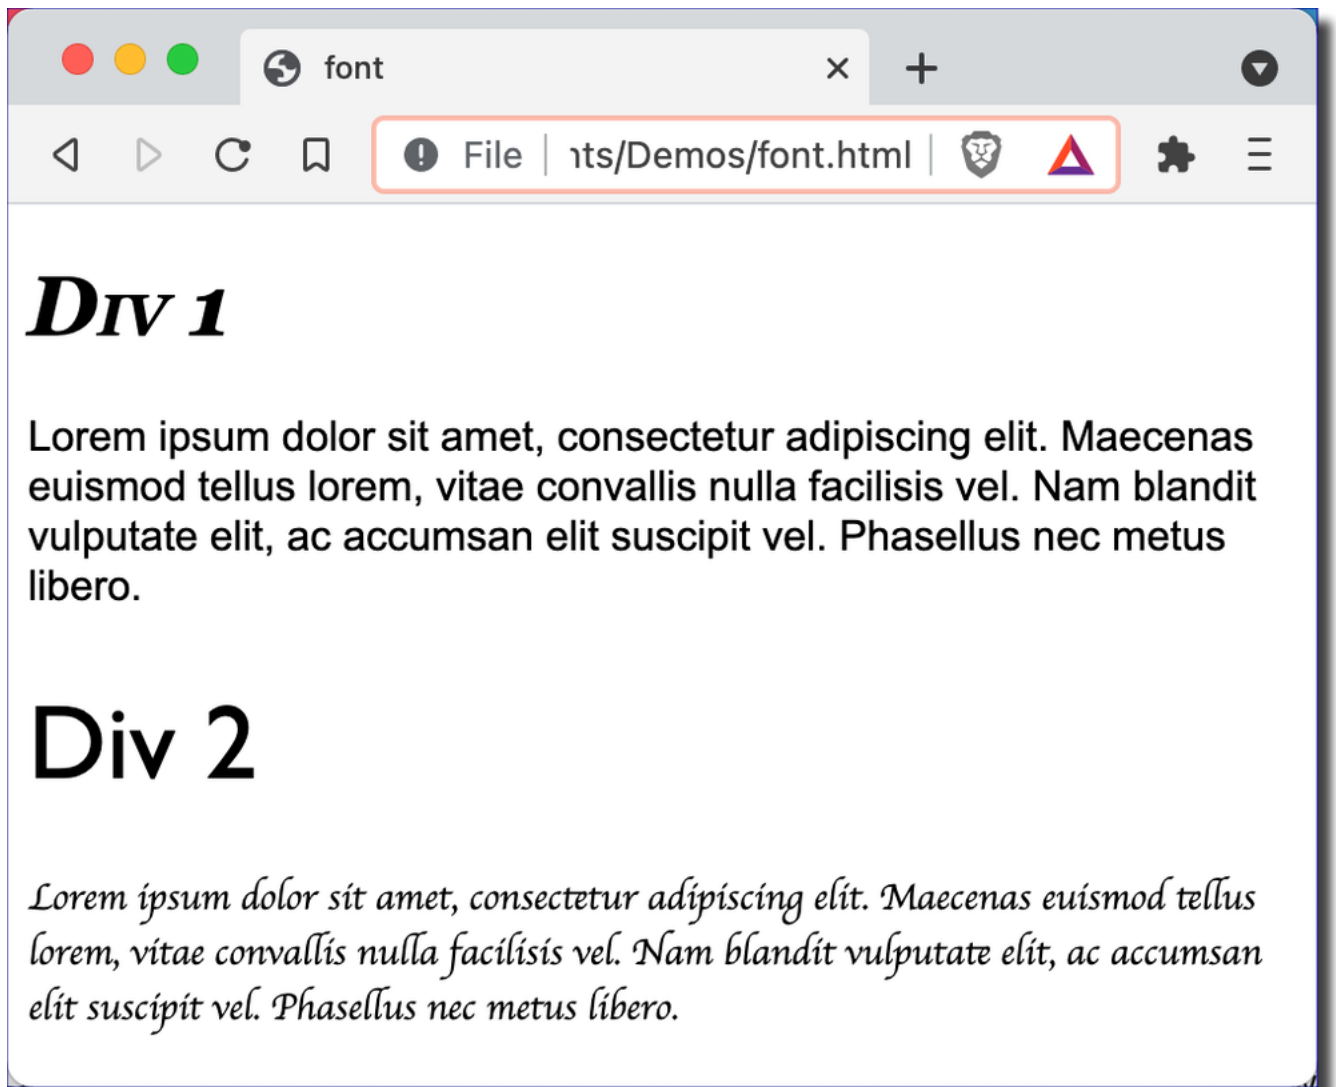 font
File
nts/Demos/font.html
Div 1
Lorem ipsum dolor sit amet, consectetur adipiscing elit. Maecenas
euismod tellus lorem, vitae convallis nulla facilisis vel. Nam blandit
vulputate elit, ac accumsan elit suscipit vel. Phasellus nec metus
libero.
Div 2
Lorem ipsum dolor sit amet, consectetur adipiscing elit. Maecenas euismod tellus
lorem, vitae convallis nulla facilisis vel. Nam blandit vulputate elit, ac accumsan
elit suscipit vel. Phasellus nec metus libero.